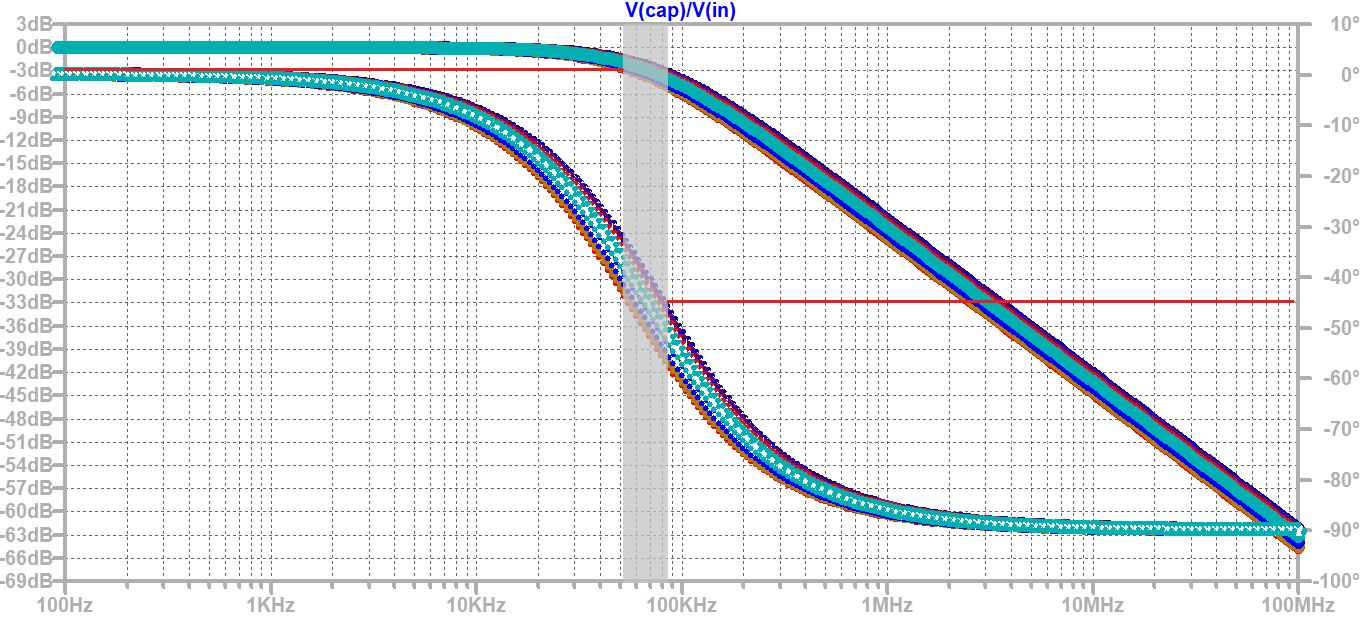 V(cap)/V(in)
3dB
0dB
-3dB
-6dB
-9dB
-12dB
-15dB
-18dB
-21dB
-24dB
-27dB
-30dB
-33dB
-36dB
-39dB
-42dB
-45dB
-48dB
-51dB
-54dB
-57dB
-60dB
-63dB
-66dB
-69dB
10°
0°
-10°
-20°
-30°
-40°
-50°
-60°
-70°
-80°
-90°
-100°
100Hz 1KHz 10KHz 100KHz 1MHz 10MHz 100MHz